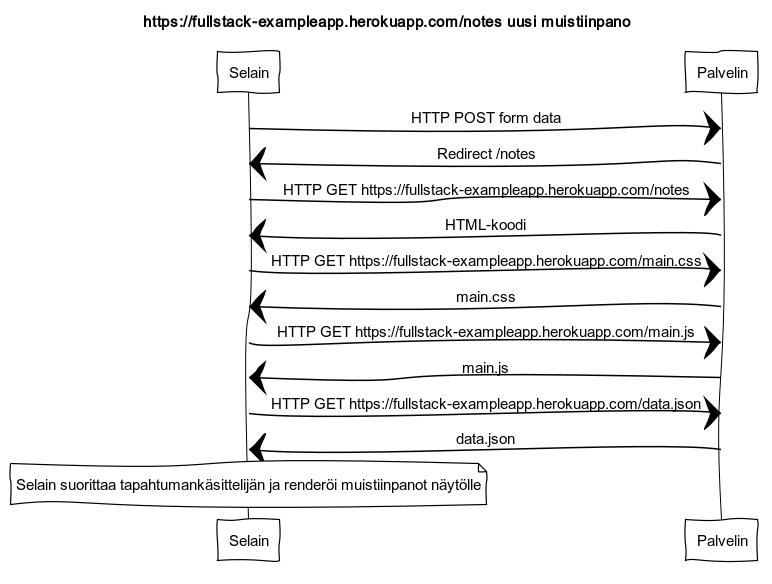 https://fullstack-exampleapp.herokuapp.com/notes uusi muistiinpano
Selain
Palvelin
HTTP POST form data
Redirect /notes
HTTP GET https://fullstack-exampleapp.herokuapp.com/notes
HTML-koodi
HTTP GET https://fullstack-exampleapp.herokuapp.com/main.css
main.css
HTTP GET https://fullstack-exampleapp.herokuapp.com/main.js
main.js
HTTP GET https://fullstack-exampleapp.herokuapp.com/data.json
data.json
Selain suorittaa tapahtumankäsittelijän ja renderöi muistiinpanot näytölle
Selain
Palvelin